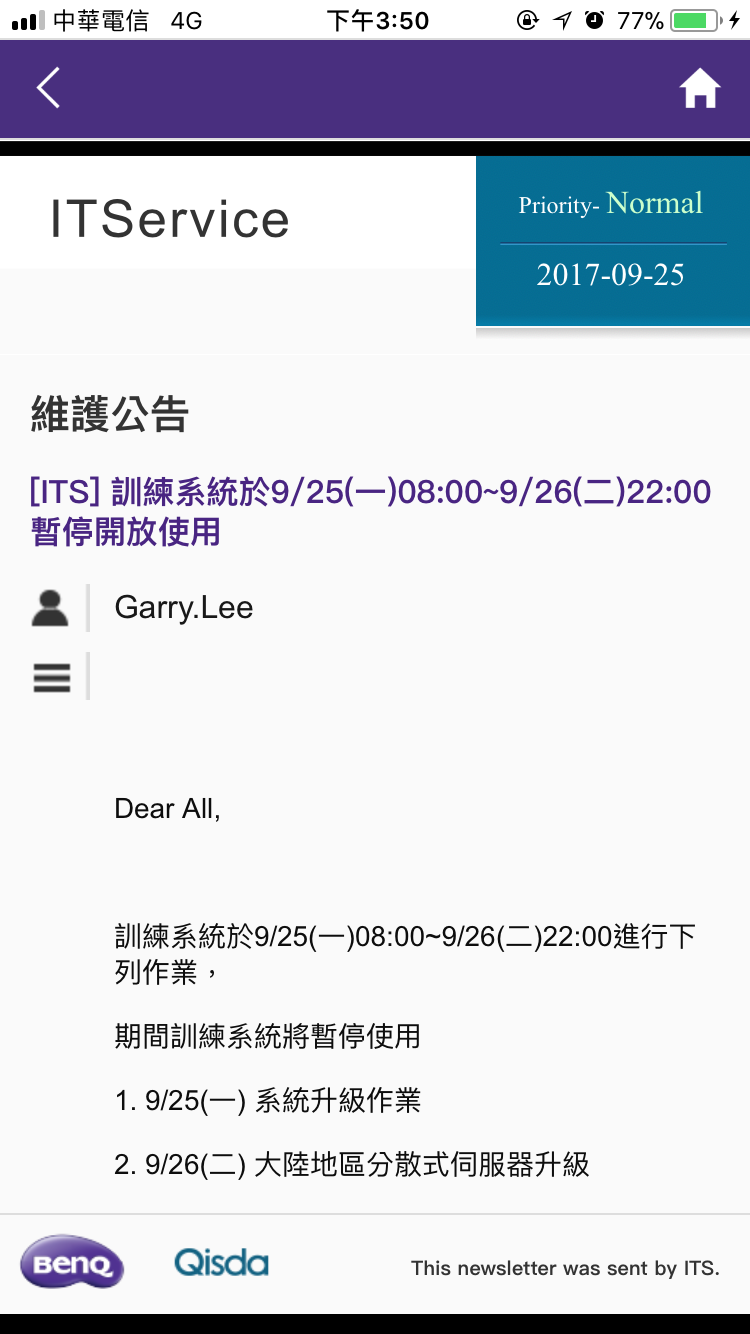 中華電信 4G 下午3:50 77%
ITService
Priority- Normal
2017-09-25
維護公告
[ITS] 訓練系統於9/25(一)08:00~9/26(二)22:00
暫停開放使用
Garry.Lee
Dear All,
訓練系統於9/25(一)08:00~9/26(二)22:00進行下
列作業，
期間訓練系統將暫停使用
1. 9/25(一) 系統升級作業
2. 9/26(二) 大陸地區分散式伺服器升級
BenQ Qisda This newsletter was sent by ITS.